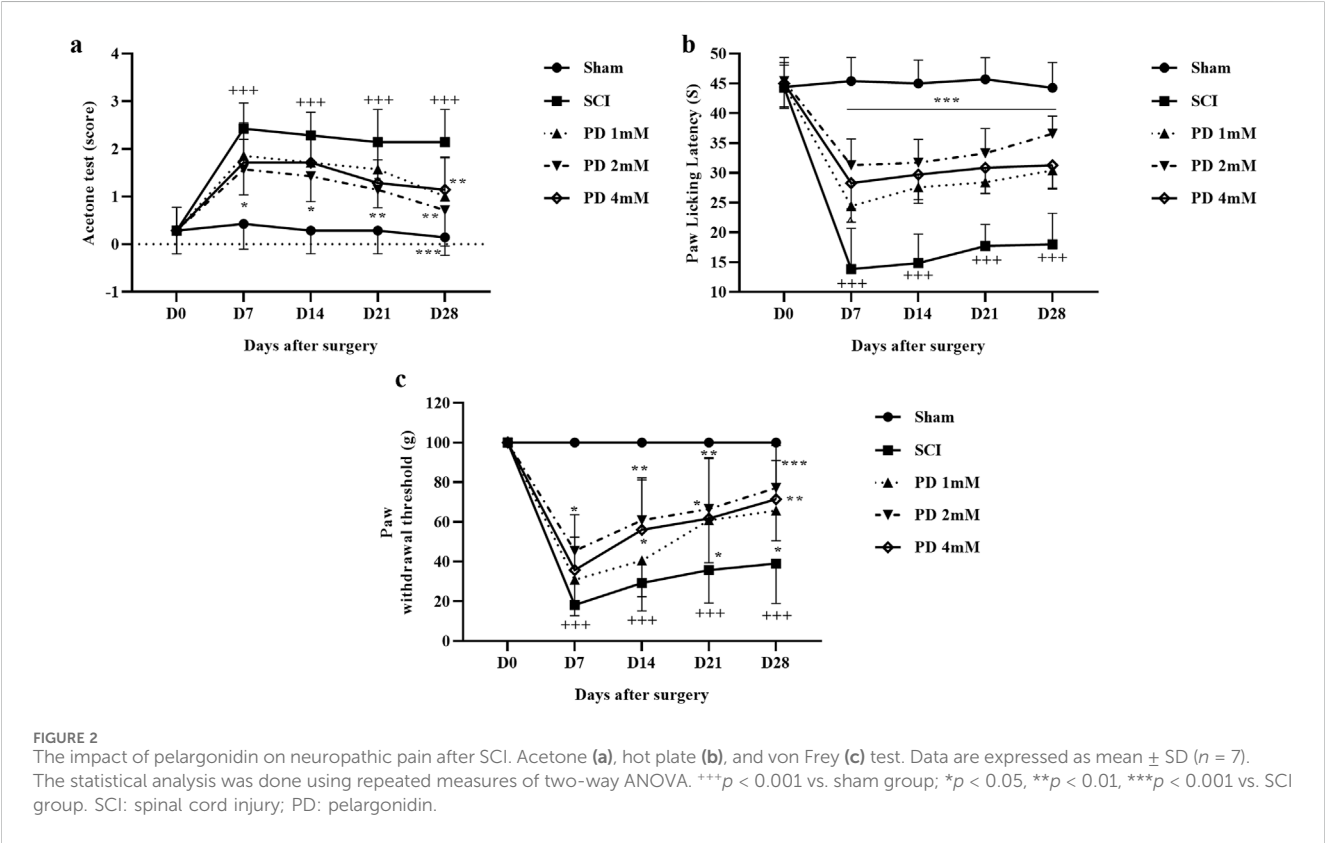 a
4
3
2
1
0
-1
Acetone test (score)
+++
+++
+++
+++
*
*
**
**
**
***
D0 D7 D14 D21 D28
Days after surgery
Sham
SCI
PD 1mM
PD 2mM
PD 4mM
b
50
45
40
35
30
25
20
15
10
Paw Licking Latency (S)
***
+++
+++
+++
+++
D0 D7 D14 D21 D28
Days after surgery
Sham
SCI
PD 1mM
PD 2mM
PD 4mM
c
120
100
80
60
40
20
0
Paw
withdrawal threshold (g)
*
**
**
***
*
**
*
*
*
+++
+++
+++
+++
D0 D7 D14 D21 D28
Days after surgery
Sham
SCI
PD 1mM
PD 2mM
PD 4mM
FIGURE 2
The impact of pelargonidin on neuropathic pain after SCI. Acetone (a), hot plate (b), and von Frey (c) test. Data are expressed as mean ± SD (n = 7).
The statistical analysis was done using repeated measures of two-way ANOVA. +++p < 0.001 vs. sham group; *p < 0.05, **p < 0.01, ***p < 0.001 vs. SCI
group. SCI: spinal cord injury; PD: pelargonidin.